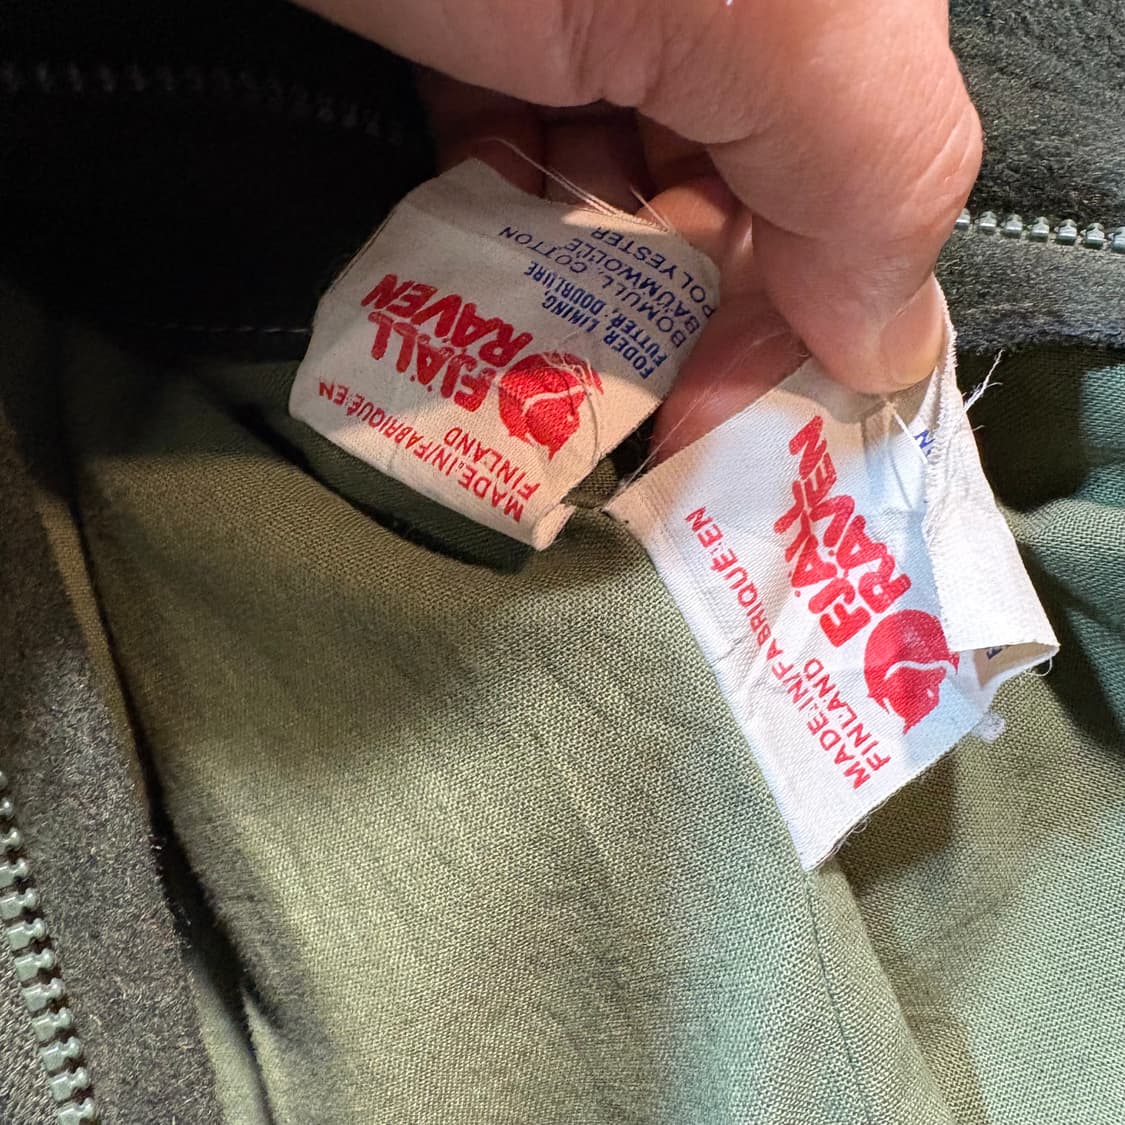 MADE.IN/FABRIQUÉ:EN
FINLAND
FJÄLL
RÄVEN
FODER LINING,
FUTTER: DOUBLURE
BOMULL, COTTON
BAUMWOLLE
POLYESTER
MADE.IN/FABRIQUÉ:EN
FINLAND
FJÄLL
RÄVEN